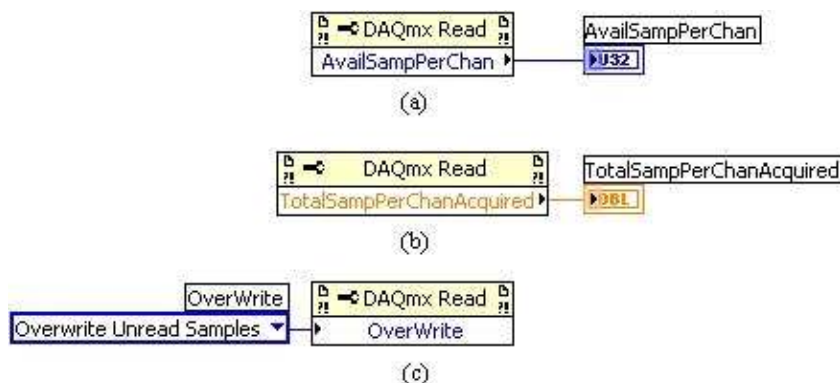 DAQmx Read
AvailSampPerChan
AvailSampPerChan
U32
(a)
DAQmx Read
TotalSampPerChanAcquired
TotalSampPerChanAcquired
DBL
(b)
OverWrite
Overwrite Unread Samples
DAQmx Read
OverWrite
(c)